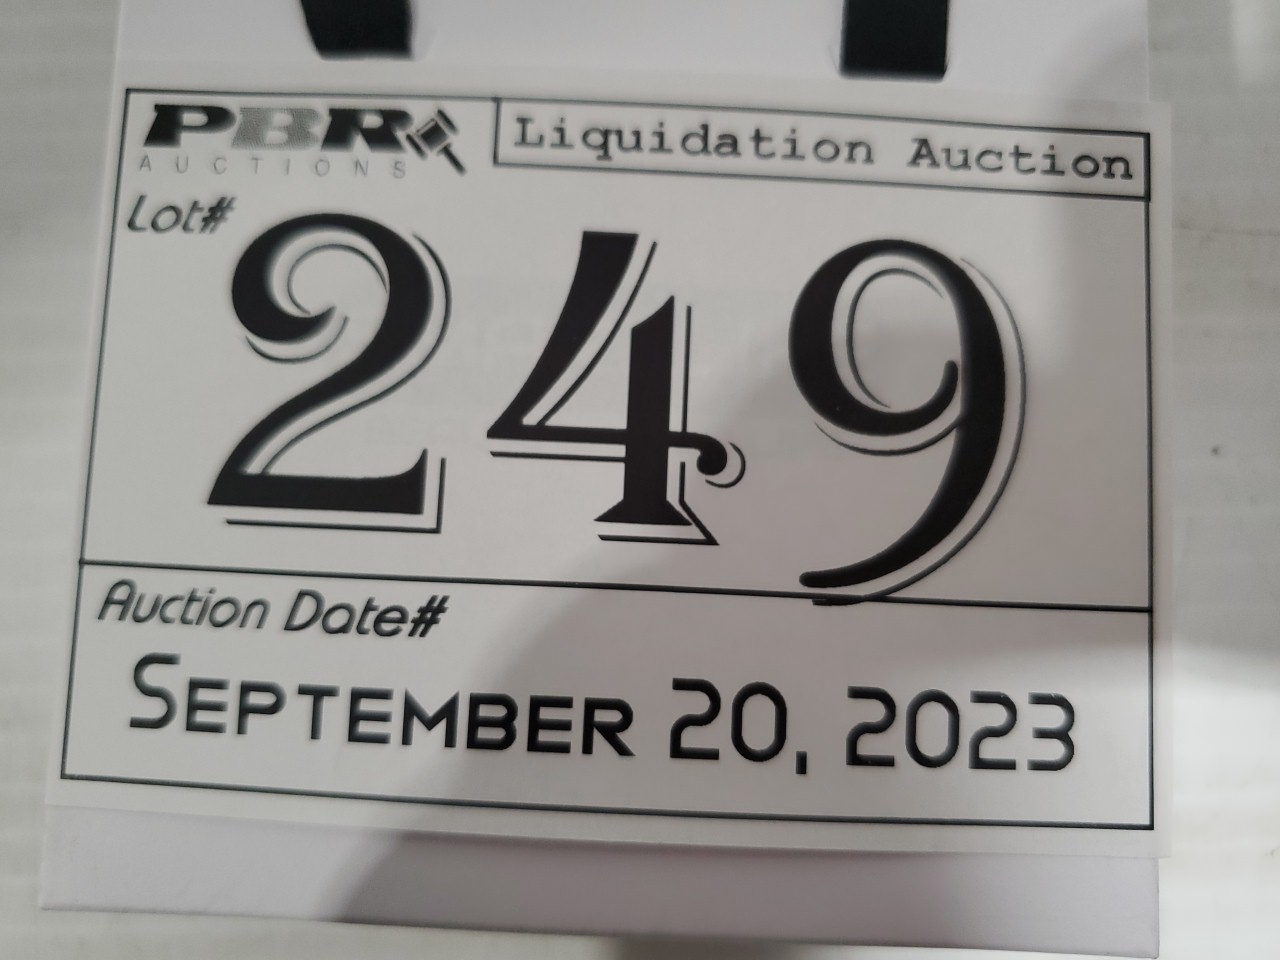 PBR
AUCTIONS
Liquidation Auction
Lot#
249
Auction Date#
September 20, 2023